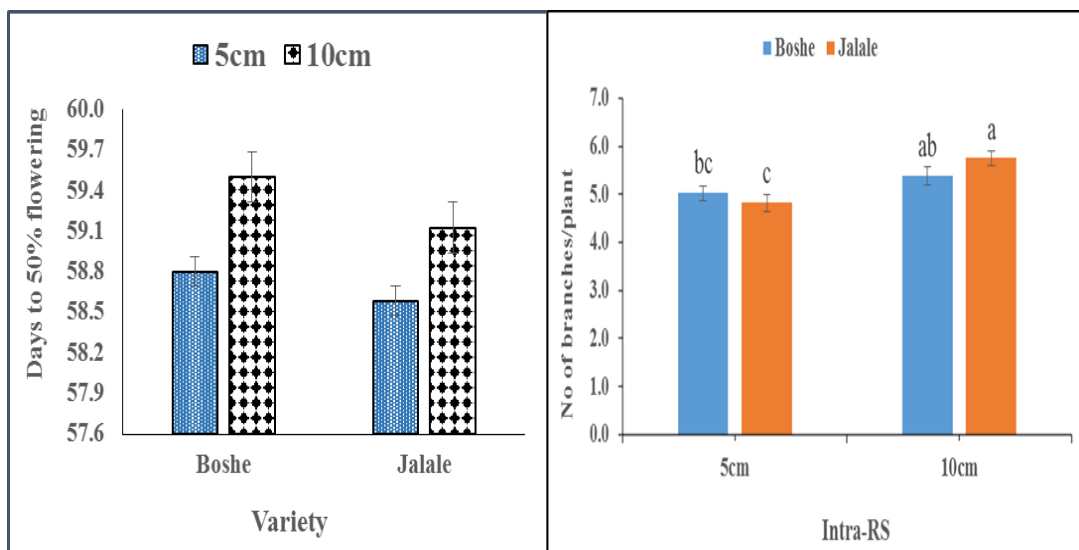 5cm 10cm
Days to 50% flowering
60.0
59.7
59.4
59.1
58.8
58.5
58.2
57.9
57.6
Boshe Jalale
Variety
Boshe Jalale
No of branches/plant
7.0
6.0
5.0
4.0
3.0
2.0
1.0
0.0
bc c ab a
5cm 10cm
Intra-RS